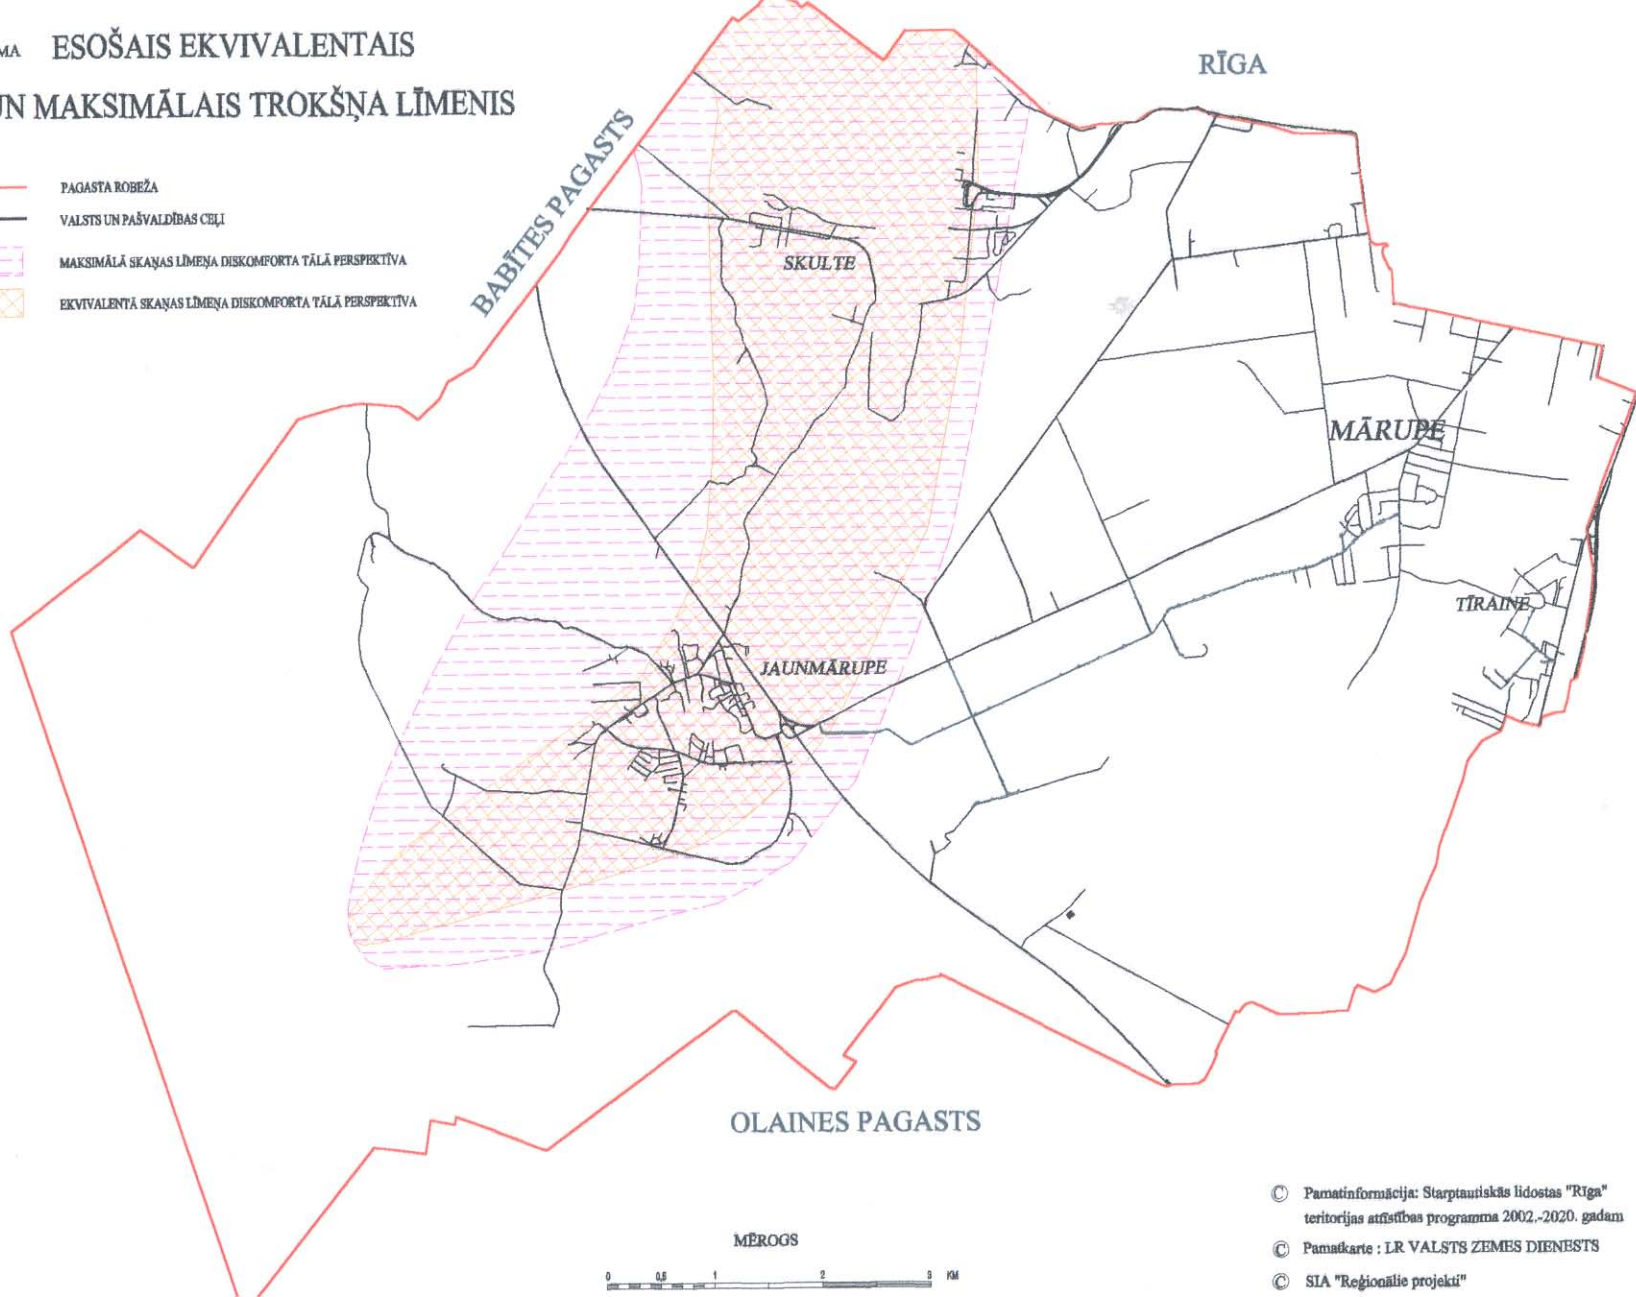 MA ESOŠAIS EKVIVALENTAIS
UN MAKSIMĀLAIS TROKŠŅA LĪMENIS
PAGASTA ROBEŽA
VALSTS UN PAŠVALDĪBAS CEĻI
MAKSIMĀLĀ SKAŅAS LĪMEŅA DISKOMFORTA TĀLĀ PERSPEKTĪVA
EKVIVALENTĀ SKAŅAS LĪMEŅA DISKOMFORTA TĀLĀ PERSPEKTĪVA
RĪGA
BABĪTES PAGASTS
SKULTE
MĀRUPE
TĪRAINE
JAUNMĀRUPE
OLAINES PAGASTS
MĒROGS
0 0,5 1 2 3 KM
© Pamatinformācija: Starptautiskās lidostas "Rīga"
teritorijas attīstības programma 2002.-2020. gadam
© Pamatkarte : LR VALSTS ZEMES DIENESTS
© SIA "Reģionālie projekti"